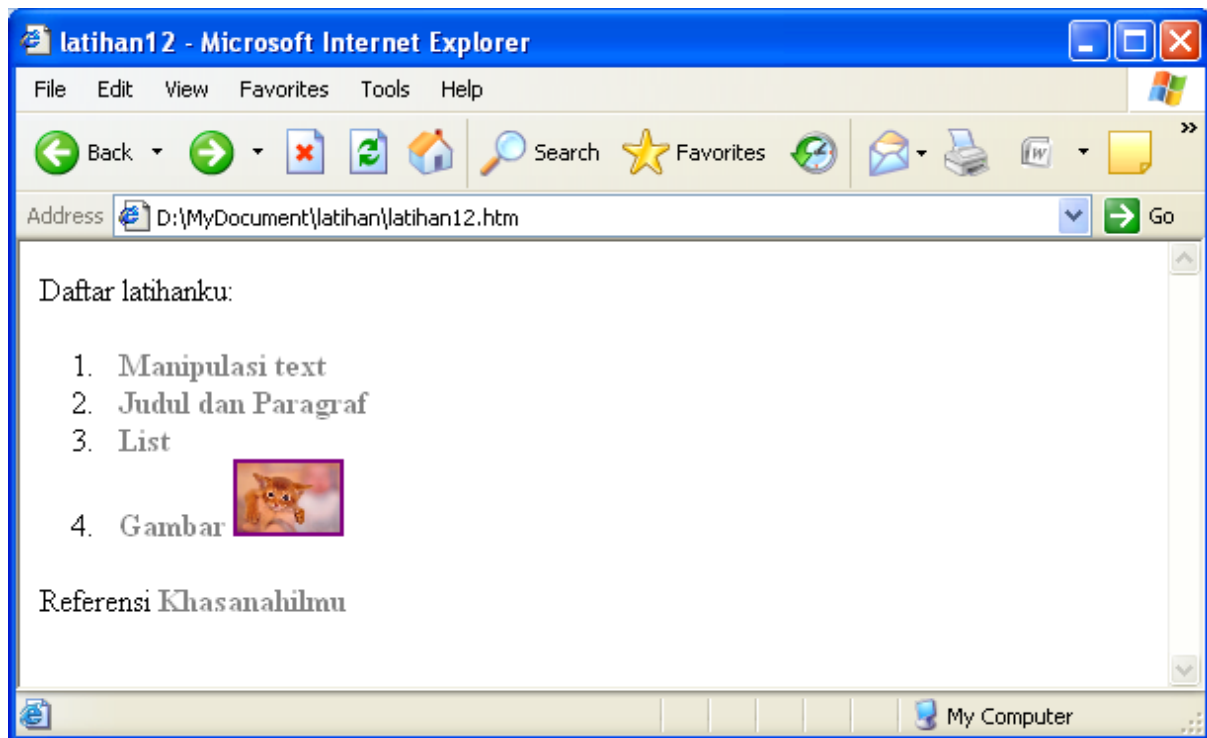 latihan12 - Microsoft Internet Explorer
File Edit View Favorites Tools Help
Back Search Favorites W »
Address D:\MyDocument\latihan\latihan12.htm Go
Daftar latihanku:
1. Manipulasi text
2. Judul dan Paragraf
3. List
4. Gambar
Referensi Khasanahilmu
My Computer